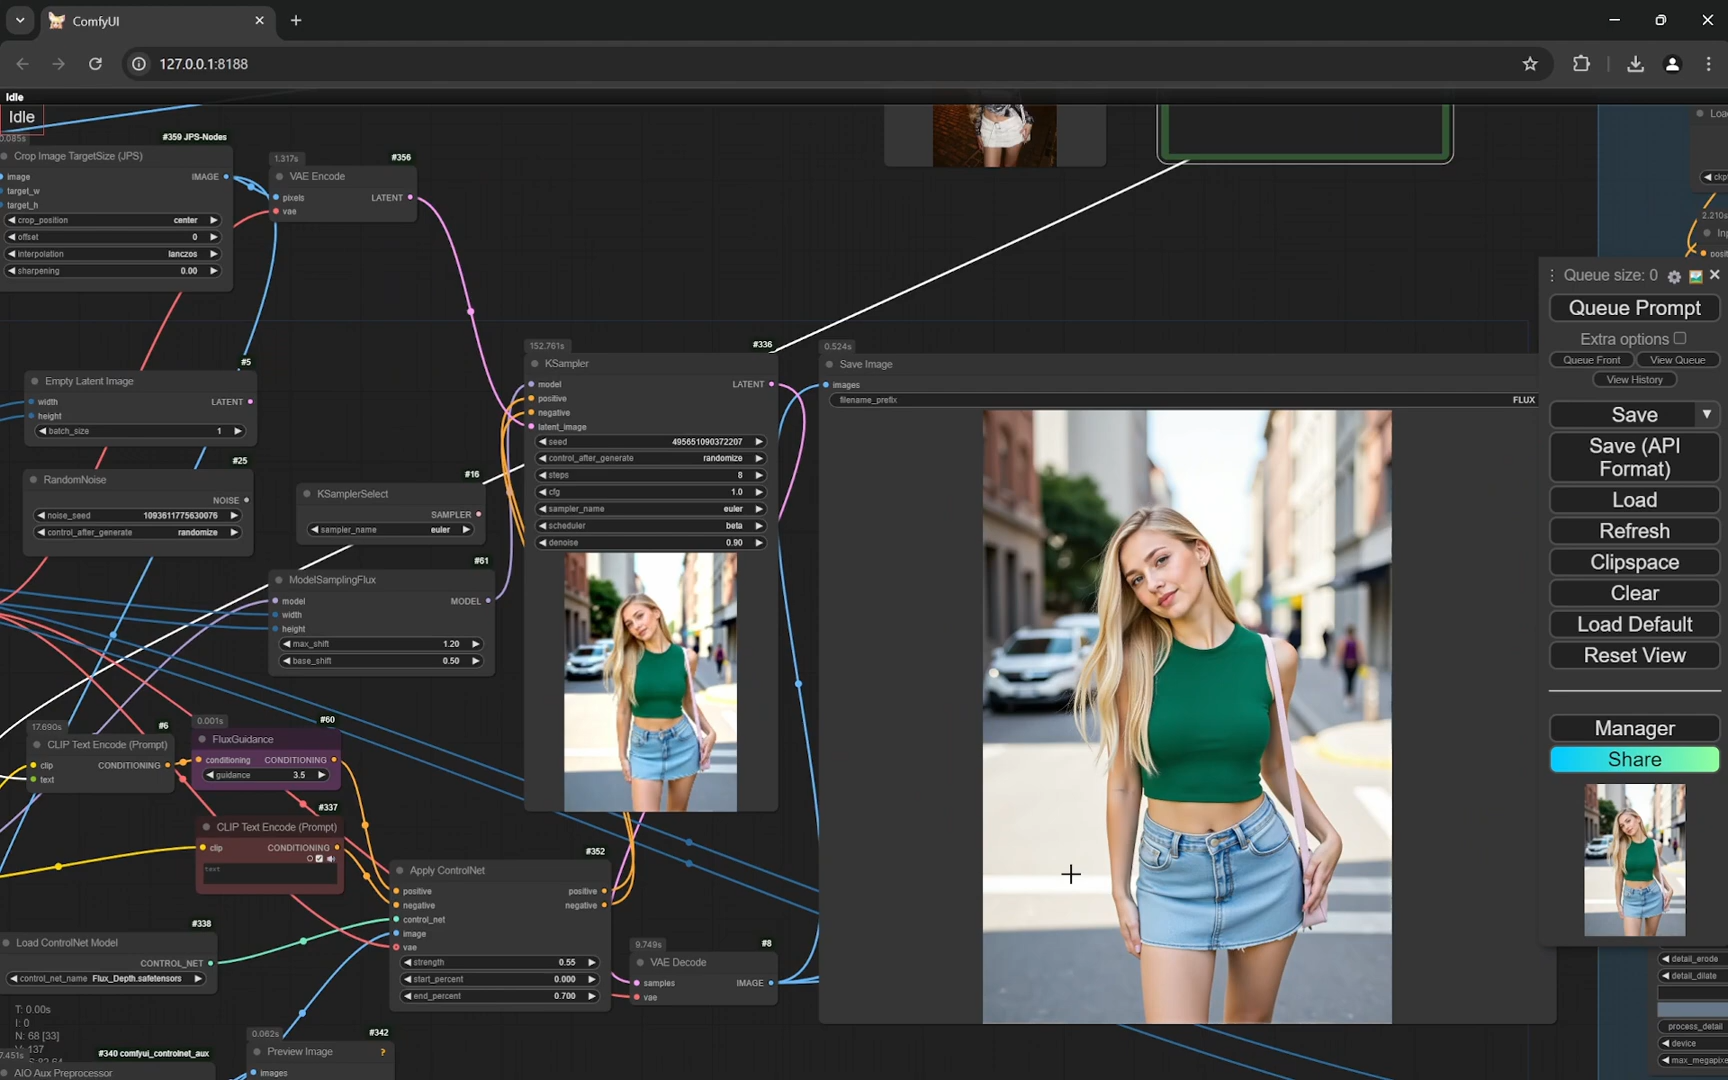 ComfyUI
127.0.0.1:8188
Idle
Idle
0.085s
#359 JPS-Nodes
Crop Image TargetSize (JPS)
image
IMAGE
target_w
target_h
crop_position
center
offset
0
interpolation
lanczos
sharpening
0.00
1.317s
#356
VAE Encode
pixels
LATENT
vae
#5
Empty Latent Image
width
LATENT
height
batch_size
1
#25
RandomNoise
NOISE
noise_seed
1093611775630076
control_after_generate
randomize
#16
KSamplerSelect
SAMPLER
sampler_name
euler
#61
ModelSamplingFlux
model
MODEL
width
height
max_shift
1.20
base_shift
0.50
152.761s
#336
KSampler
model
LATENT
positive
negative
latent_image
seed
495651090372207
control_after_generate
randomize
steps
8
cfg
1.0
sampler_name
euler
scheduler
beta
denoise
0.90
0.524s
Save Image
images
filename_prefix
FLUX
17.690s
#6
CLIP Text Encode (Prompt)
clip
CONDITIONING
text
0.001s
#60
FluxGuidance
conditioning
CONDITIONING
guidance
3.5
#337
CLIP Text Encode (Prompt)
clip
CONDITIONING
text
#352
Apply ControlNet
positive
positive
negative
negative
control_net
image
vae
strength
0.55
start_percent
0.000
end_percent
0.700
#338
Load ControlNet Model
CONTROL_NET
control_net_name
Flux_Depth.safetensors
9.749s
#8
VAE Decode
samples
IMAGE
vae
T: 0.00s
I: 0
N: 68 [33]
V: 137
7.451s
#340 comfyui_controlnet_aux
AIO Aux Preprocessor
0.062s
#342
Preview Image
?
images
2.210s
Queue size: 0
Queue Prompt
Extra options
Queue Front
View Queue
View History
Save
Save (API
Format)
Load
Refresh
Clipspace
Clear
Load Default
Reset View
Manager
Share
detail_erode
detail_dilate
process_detail
device
max_megapixe